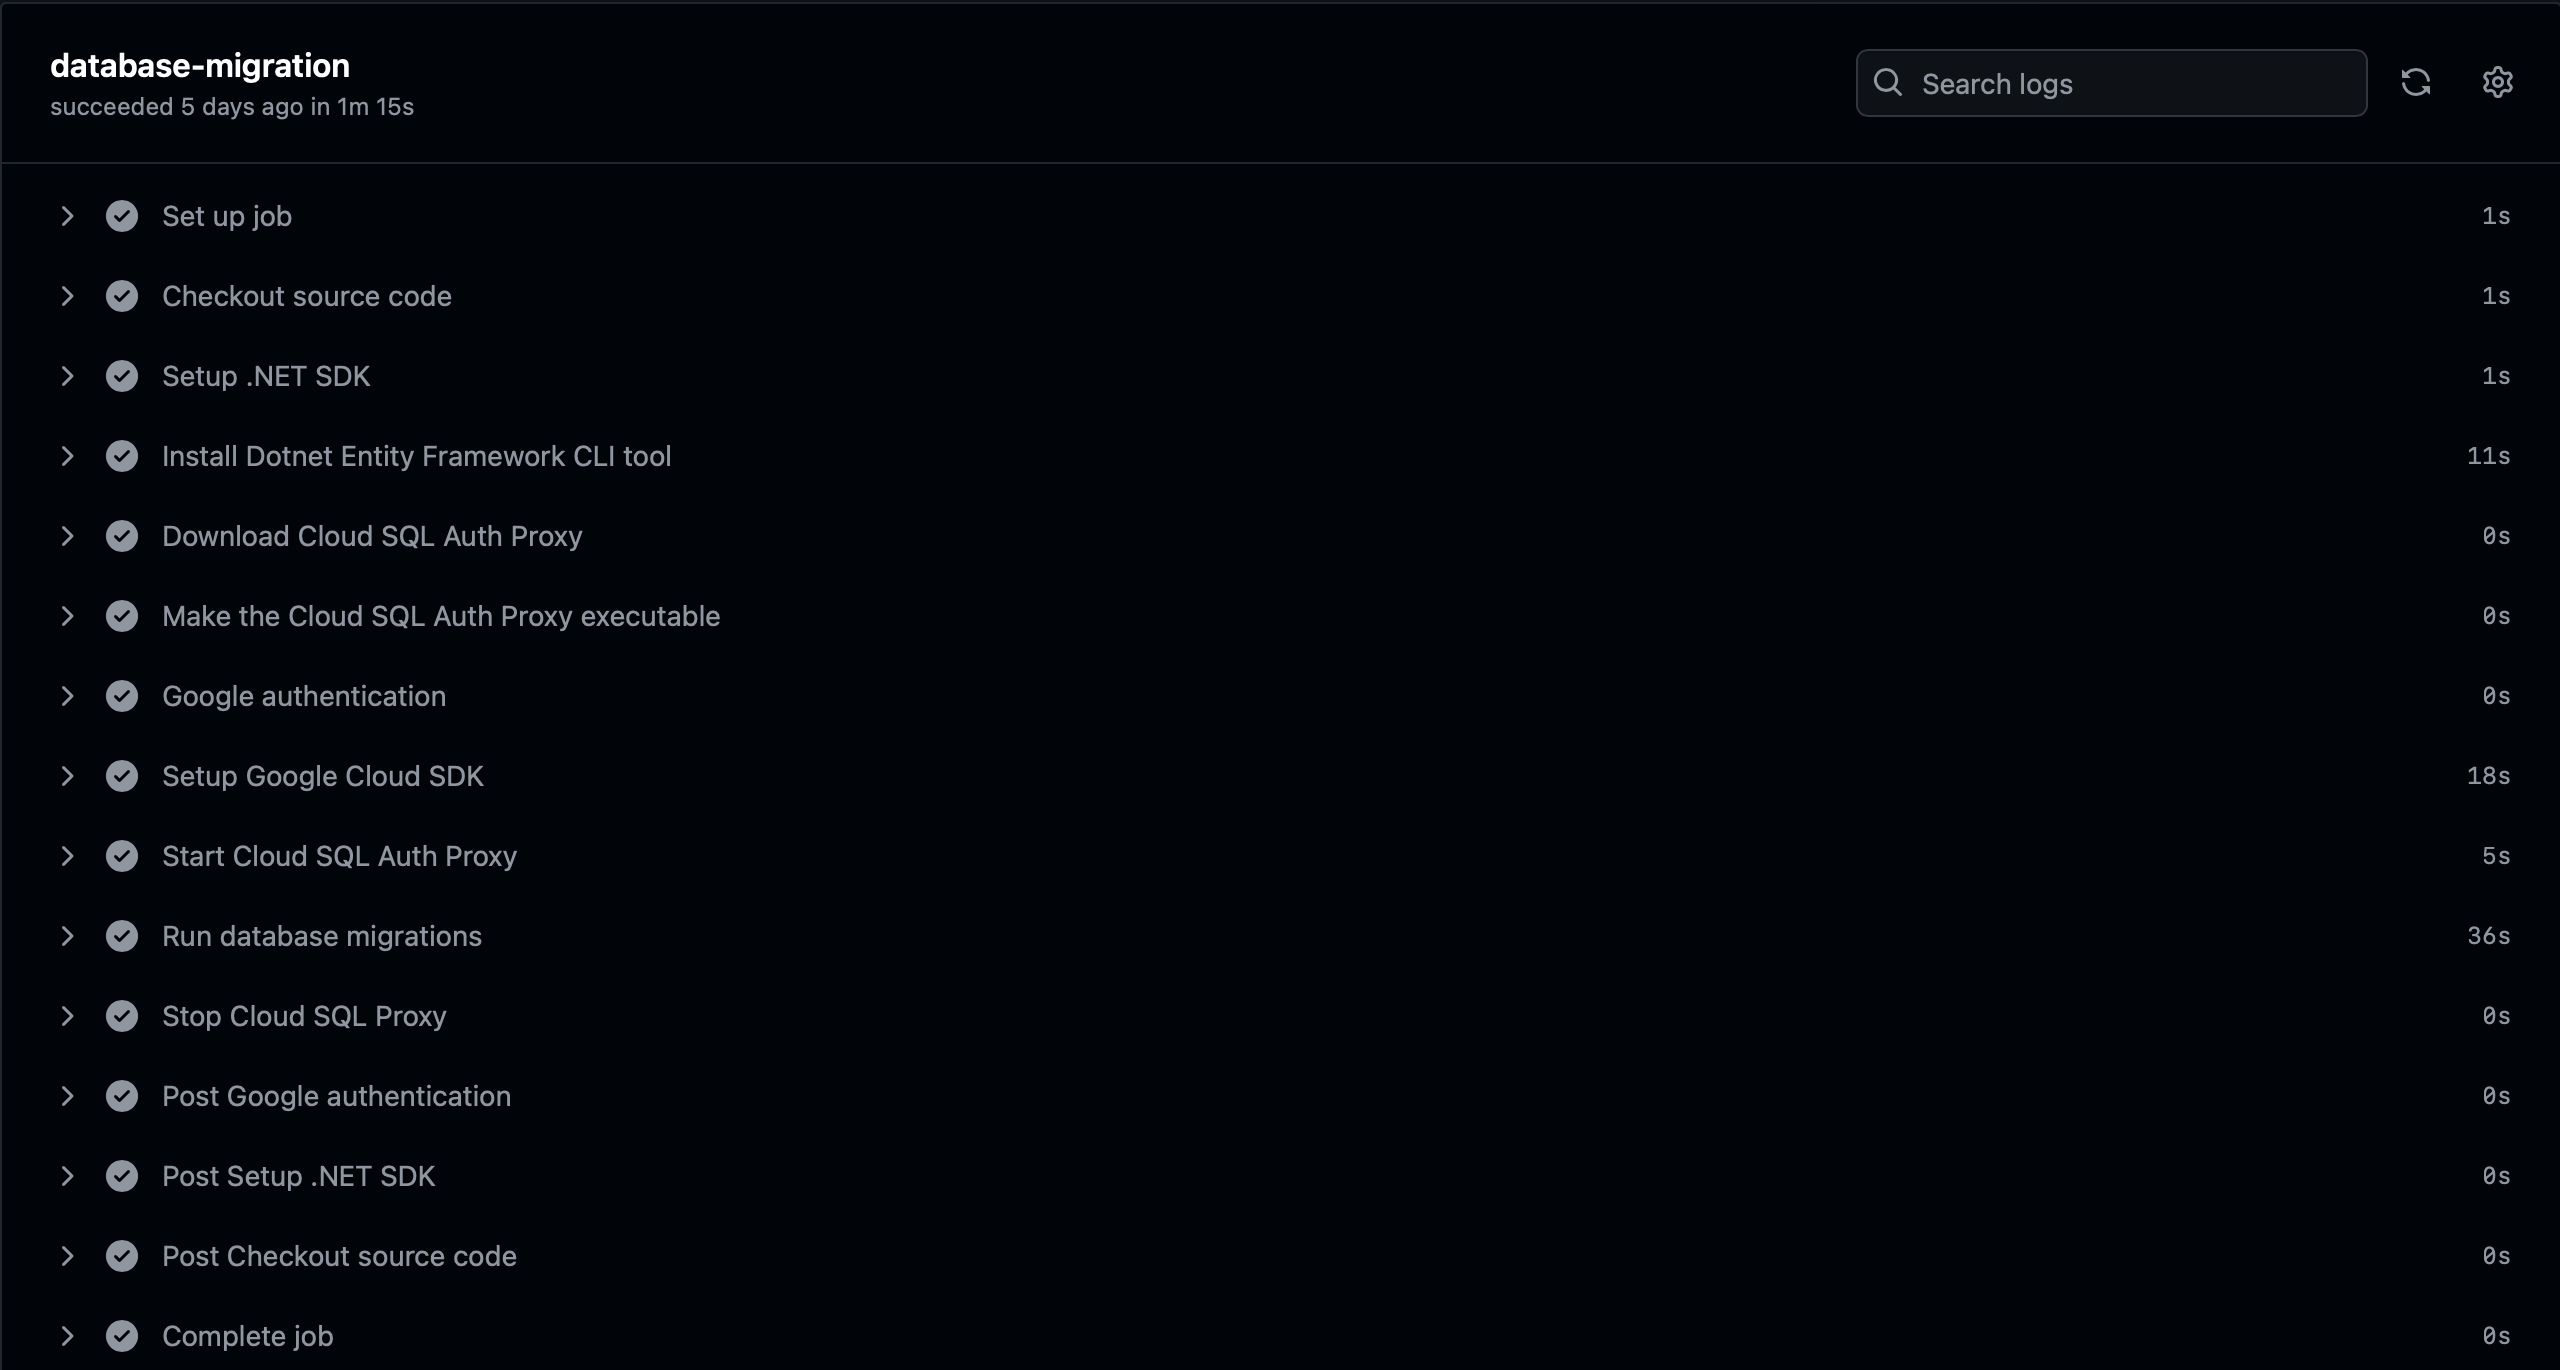 database-migration
succeeded 5 days ago in 1m 15s
Search logs
Set up job 1s
Checkout source code 1s
Setup .NET SDK 1s
Install Dotnet Entity Framework CLI tool 11s
Download Cloud SQL Auth Proxy 0s
Make the Cloud SQL Auth Proxy executable 0s
Google authentication 0s
Setup Google Cloud SDK 18s
Start Cloud SQL Auth Proxy 5s
Run database migrations 36s
Stop Cloud SQL Proxy 0s
Post Google authentication 0s
Post Setup .NET SDK 0s
Post Checkout source code 0s
Complete job 0s